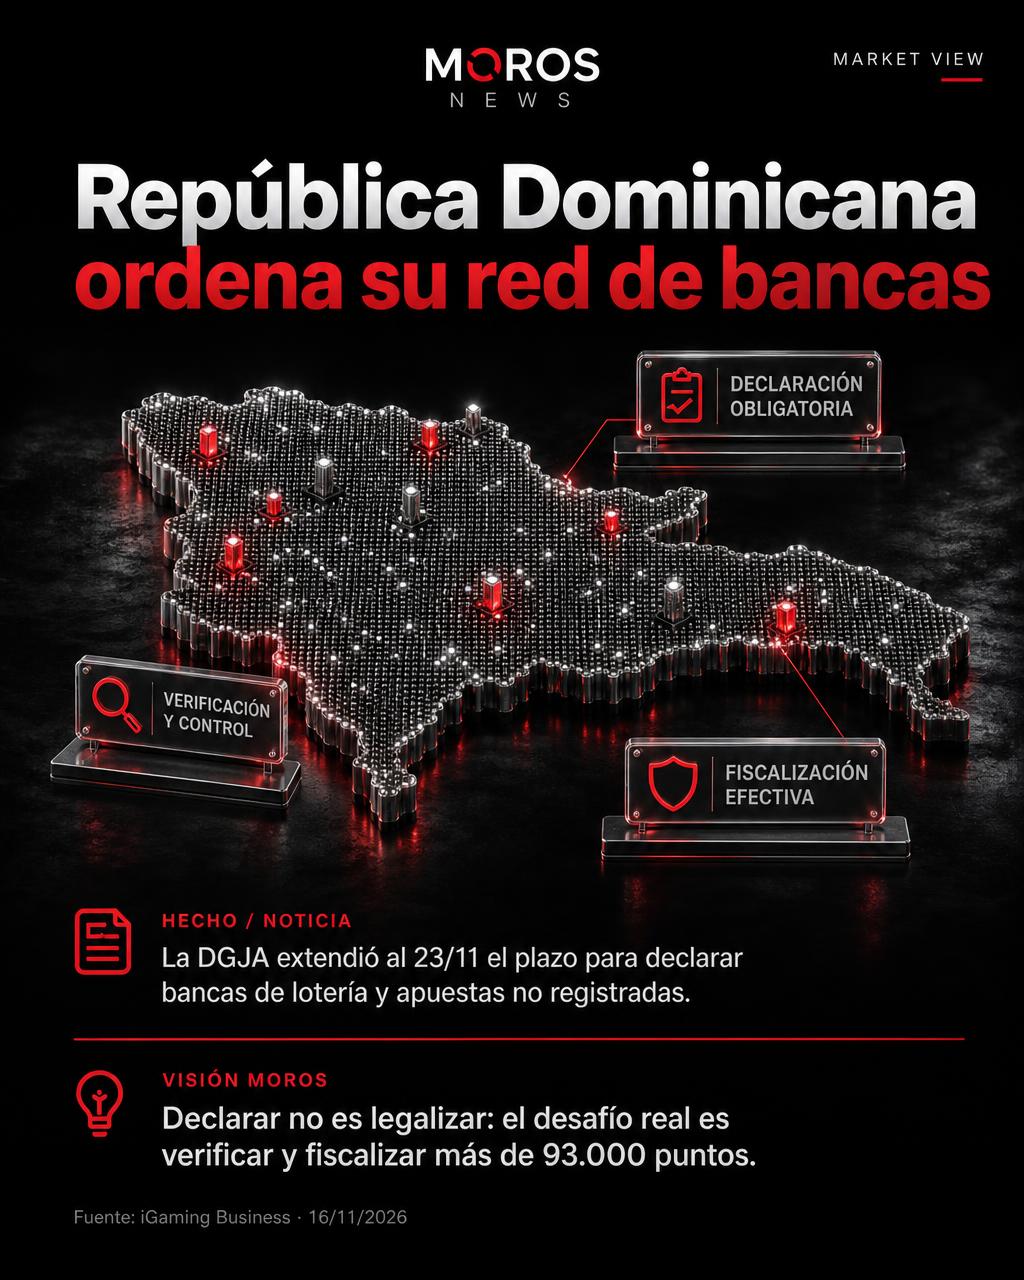 MOROS
NEWS
MARKET VIEW
República Dominicana
ordena su red de bancas
DECLARACIÓN
OBLIGATORIA
VERIFICACIÓN
Y CONTROL
FISCALIZACIÓN
EFECTIVA
HECHO / NOTICIA
La DGJA extendió al 23/11 el plazo para declarar
bancas de lotería y apuestas no registradas.
VISIÓN MOROS
Declarar no es legalizar: el desafío real es
verificar y fiscalizar más de 93.000 puntos.
Fuente: iGaming Business · 16/11/2026